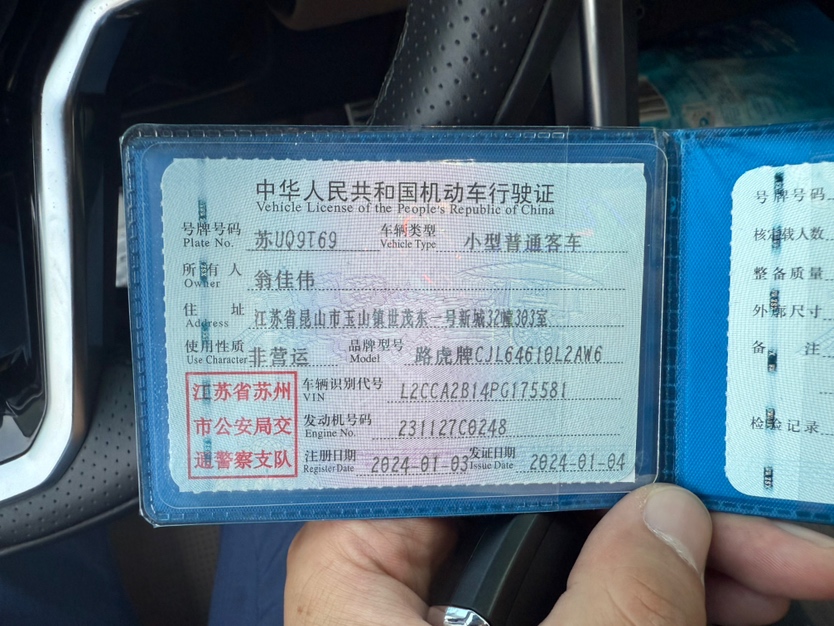 中华人民共和国机动车行驶证
Vehicle License of the People's Republic of China
号牌号码 苏UQ9T69 车辆类型 小型普通客车
Plate No. Vehicle Type
所有人 翁佳伟
Owner
住址 江苏省昆山市玉山镇世茂东一号新城32幢303室
Address
使用性质 非营运 品牌型号 路虎牌CJL64610L2AW6
Use Character Model
江苏省苏州
市公安局交
通警察支队
车辆识别代号 L2CCA2B14PG175581
VIN
发动机号码 231127C0248
Engine No.
注册日期 2024-01-03 发证日期 2024-01-04
Register Date Issue Date
号牌号码
核定载人数
整备质量
外廓尺寸
备注
检验记录